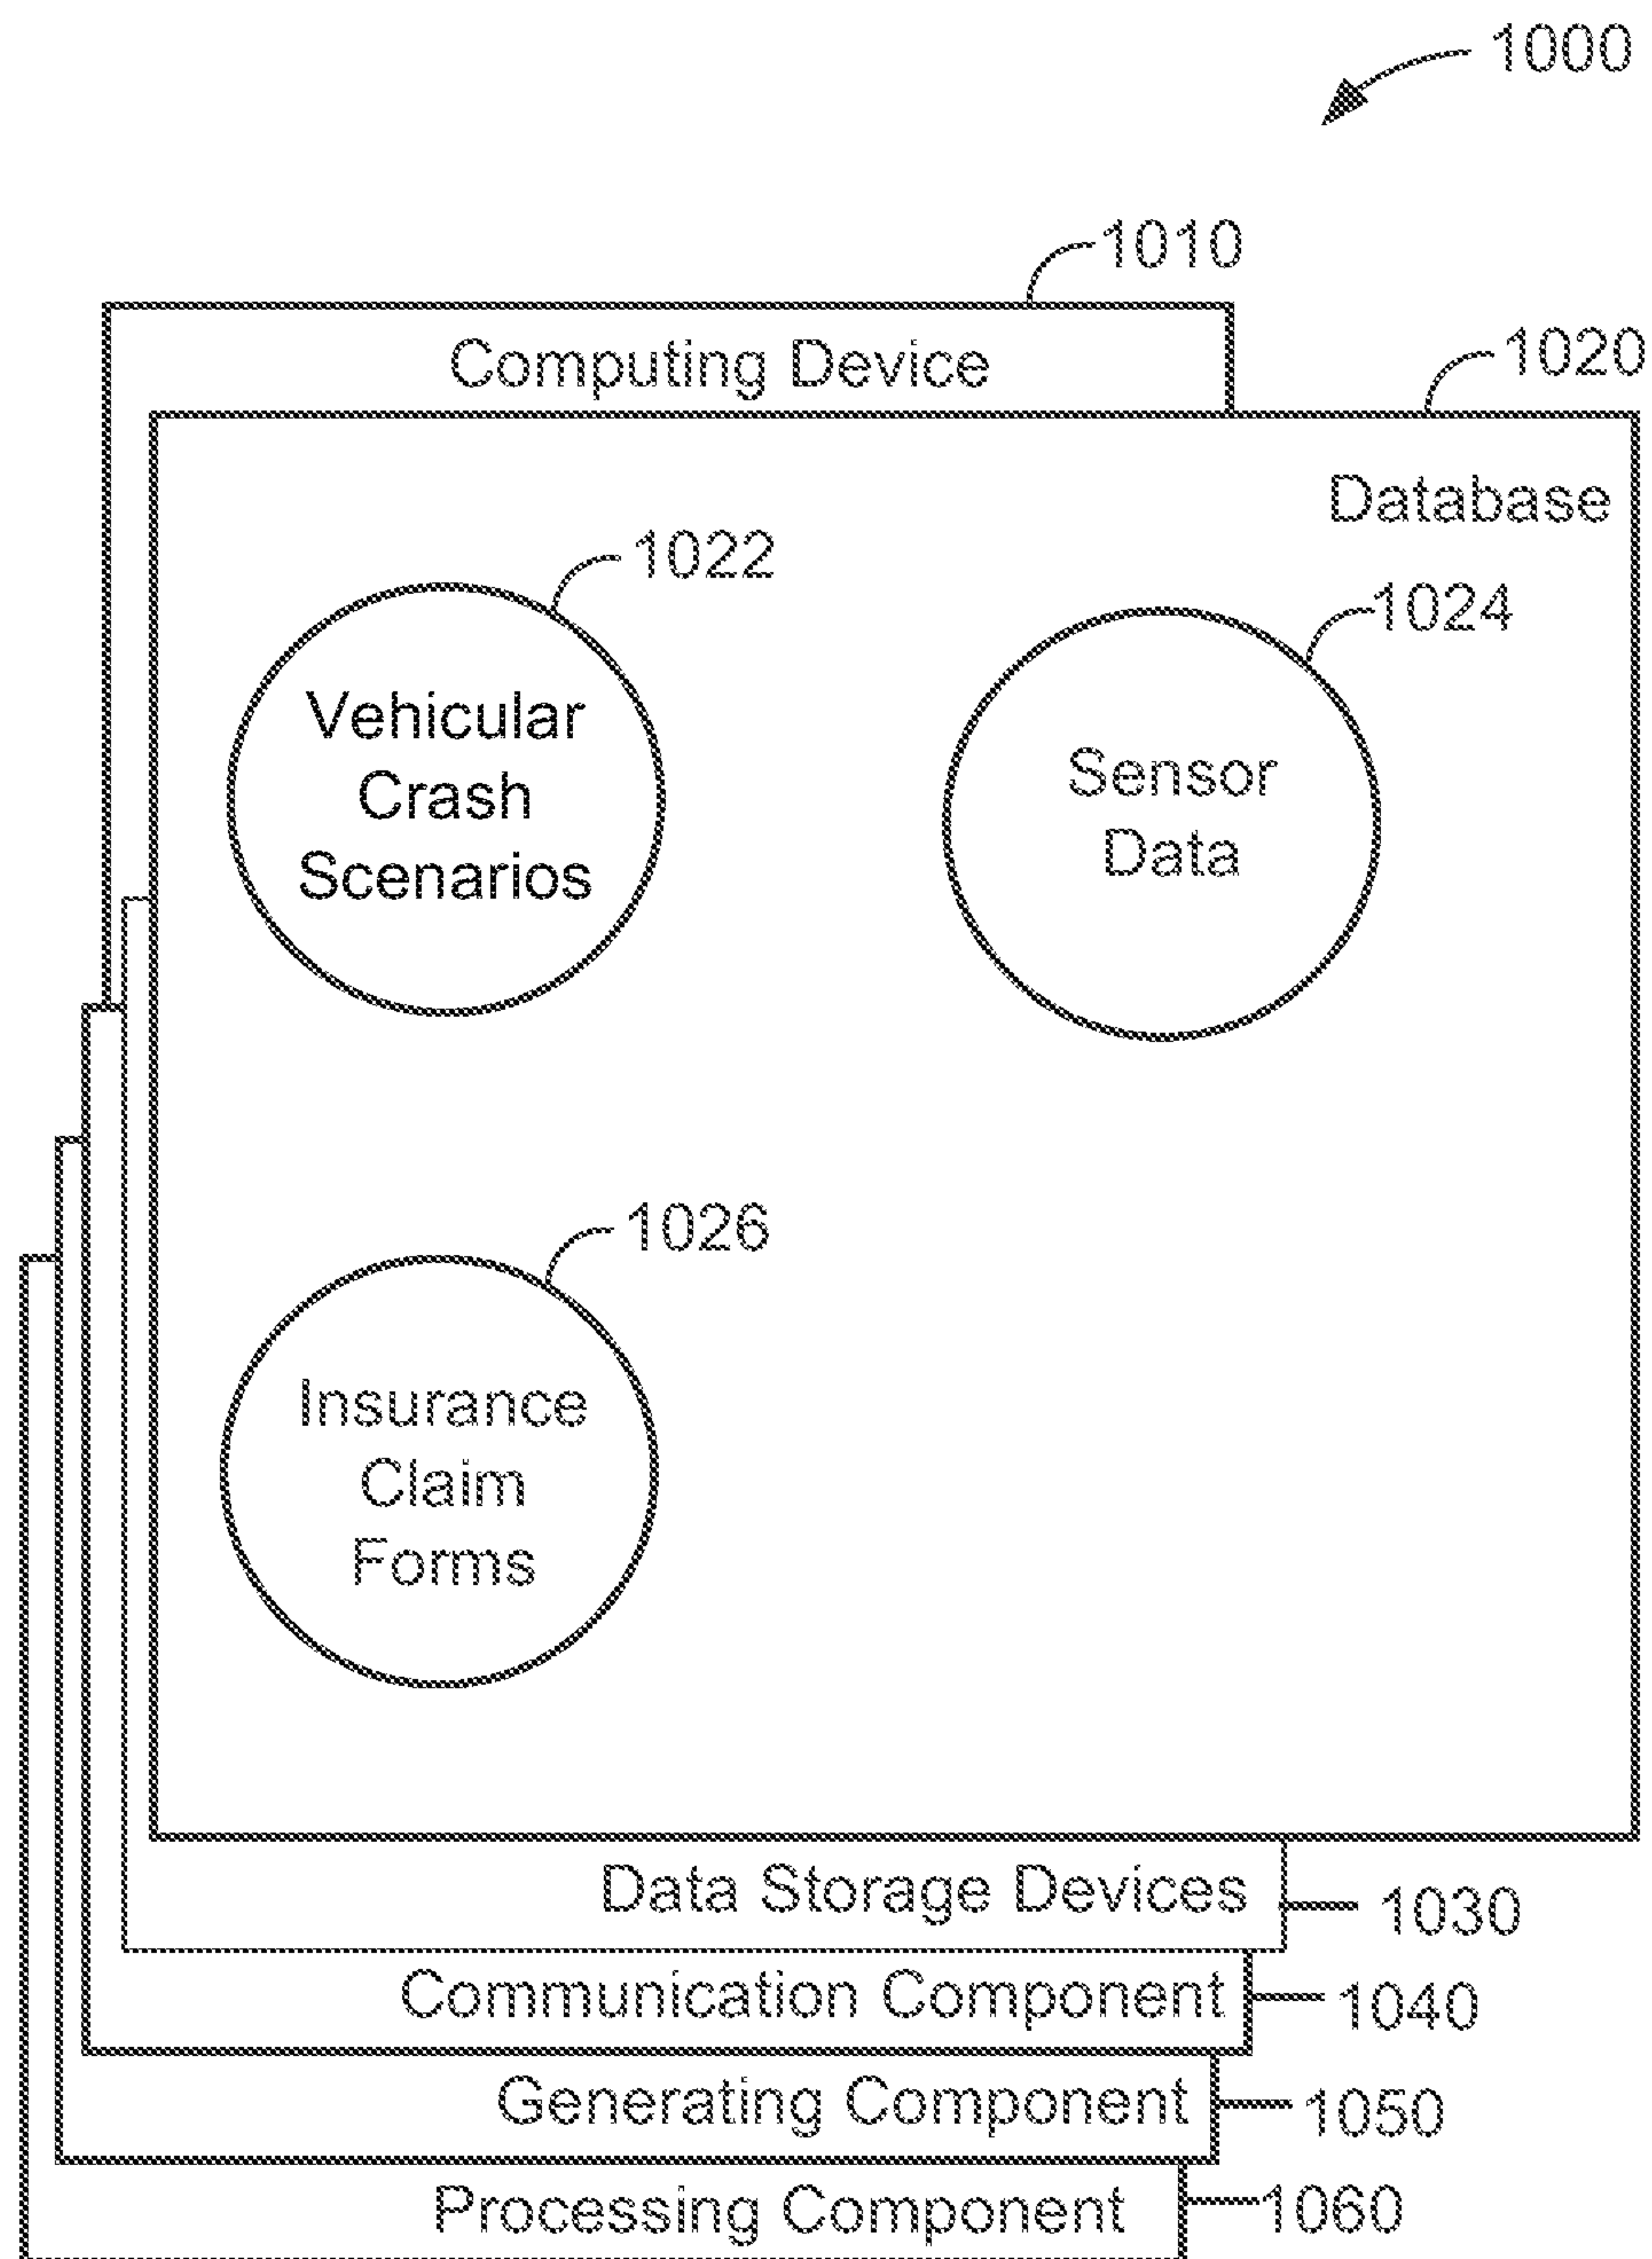 1000
1010
Computing Device
1020
Database
1022
1024
Vehicular
Crash
Scenarios
Sensor
Data
1026
Insurance
Claim
Forms
Data Storage Devices
1030
Communication Component
1040
Generating Component
1050
Processing Component
1060